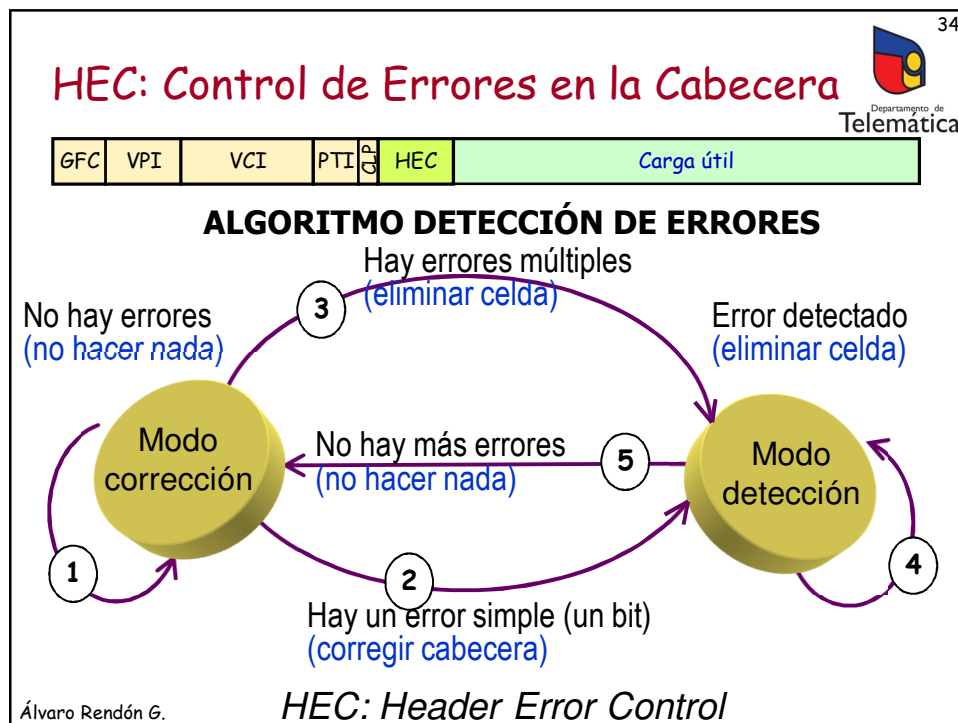 34
HEC: Control de Errores en la Cabecera
Departamento de
Telemática
GFC VPI VCI PTI CLP HEC Carga útil
ALGORITMO DETECCIÓN DE ERRORES
Hay errores múltiples
(eliminar celda)
3
No hay errores
(no hacer nada)
Error detectado
(eliminar celda)
Modo
corrección
No hay más errores
(no hacer nada)
5
Modo
detección
1
2
4
Hay un error simple (un bit)
(corregir cabecera)
Álvaro Rendón G.
HEC: Header Error Control